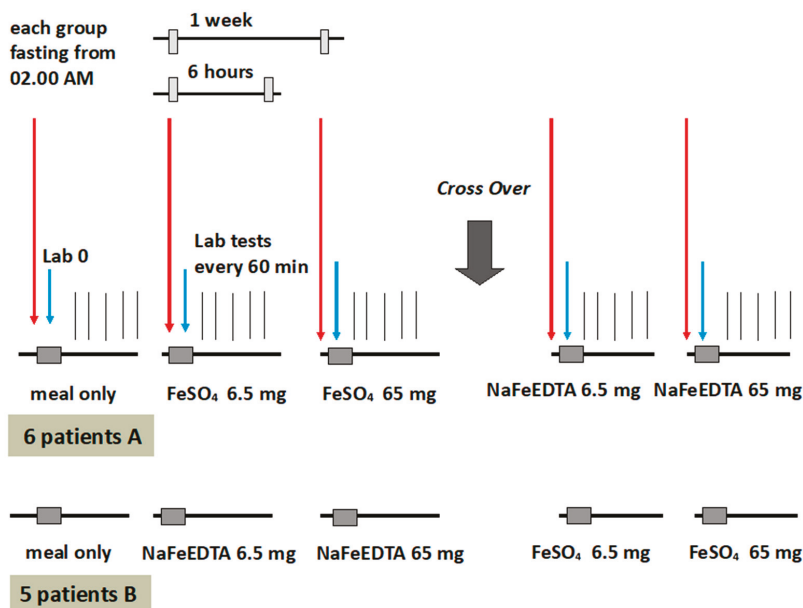 each group
fasting from
02.00 AM
1 week
6 hours
Cross Over
Lab 0
Lab tests
every 60 min
meal only
FeSO₄ 6.5 mg
FeSO₄ 65 mg
NaFeEDTA 6.5 mg
NaFeEDTA 65 mg
6 patients A
meal only
NaFeEDTA 6.5 mg
NaFeEDTA 65 mg
FeSO₄ 6.5 mg
FeSO₄ 65 mg
5 patients B